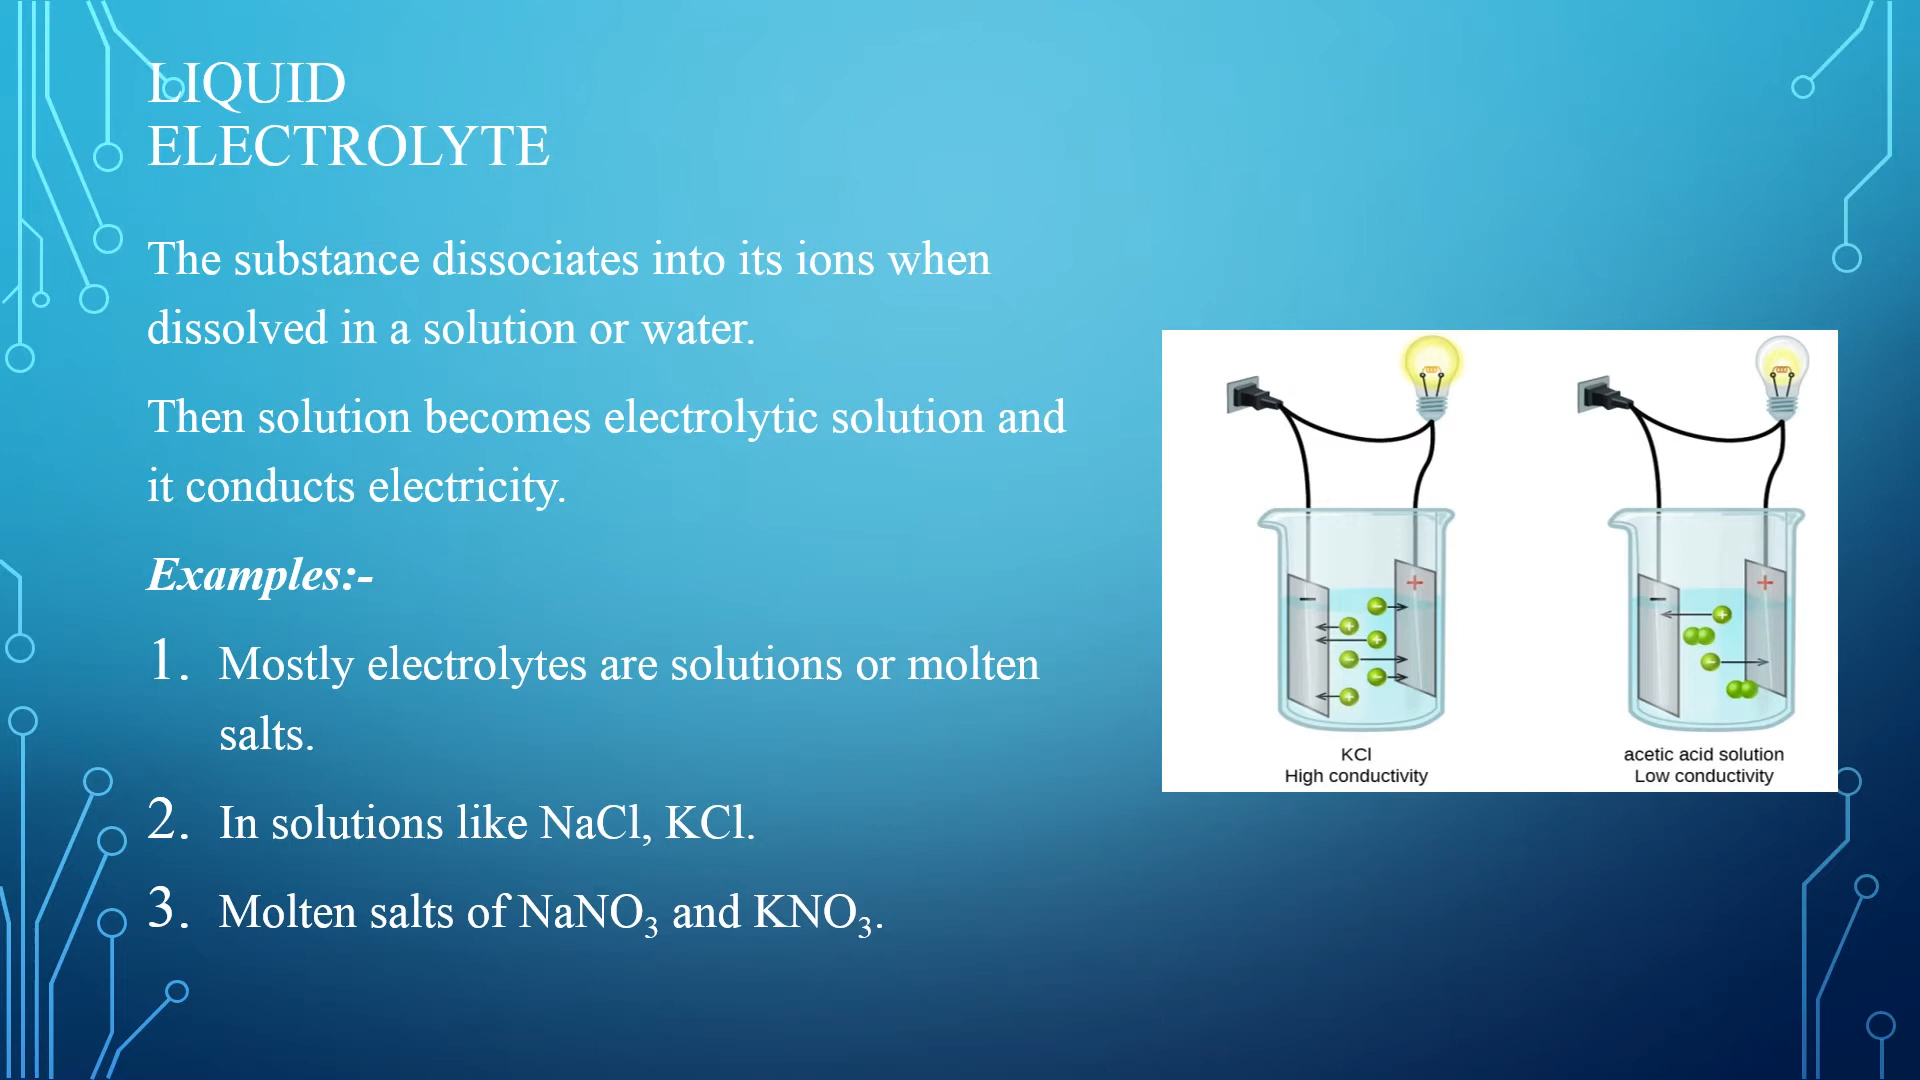 LIQUID
ELECTROLYTE
The substance dissociates into its ions when
dissolved in a solution or water.
Then solution becomes electrolytic solution and
it conducts electricity.
Examples:-
1. Mostly electrolytes are solutions or molten
salts.
2. In solutions like NaCl, KCl.
3. Molten salts of NaNO₃ and KNO₃.
KCl
High conductivity
acetic acid solution
Low conductivity